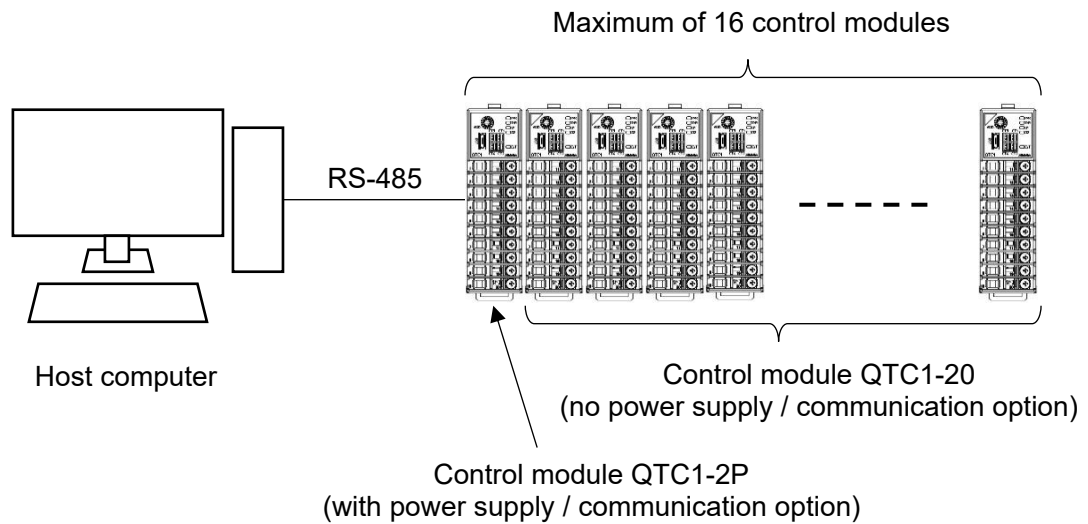 Maximum of 16 control modules
RS-485
Host computer
Control module QTC1-20
(no power supply / communication option)
Control module QTC1-2P
(with power supply / communication option)